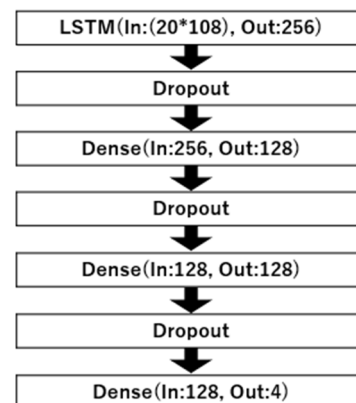 LSTM(In:(20*108), Out:256)
Dropout
Dense(In:256, Out:128)
Dropout
Dense(In:128, Out:128)
Dropout
Dense(In:128, Out:4)